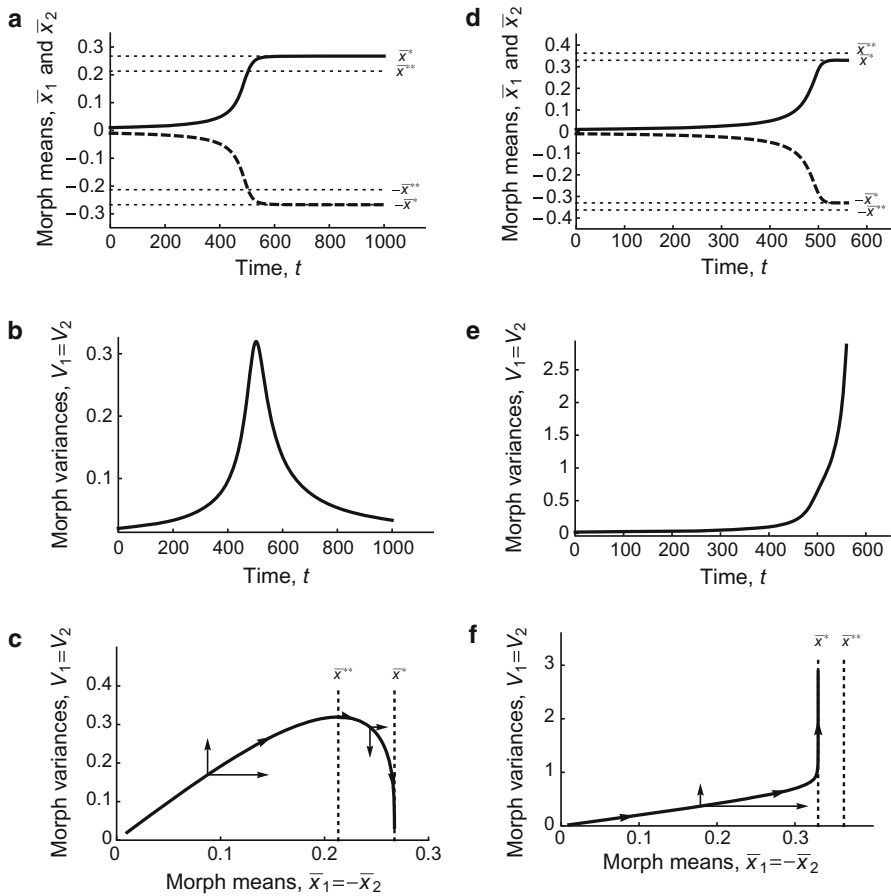 a
Morph means, x̄₁ and x̄₂
0.3
0.2
0.1
0
−0.1
−0.2
−0.3
x̄*
x̄**
−x̄**
−x̄*
0 200 400 600 800 1000
Time, t
b
Morph variances, V₁=V₂
0.3
0.2
0.1
0 200 400 600 800 1000
Time, t
c
Morph variances, V₁=V₂
0.4
0.3
0.2
0.1
0
x̄** x̄*
0.1 0.2 0.3
Morph means, x̄₁=−x̄₂
d
Morph means, x̄₁ and x̄₂
0.4
0.3
0.2
0.1
0
−0.1
−0.2
−0.3
−0.4
x̄**
x̄*
−x̄*
−x̄**
0 100 200 300 400 500 600
Time, t
e
Morph variances, V₁=V₂
2.5
2
1.5
1
0.5
0
0 100 200 300 400 500 600
Time, t
f
Morph variances, V₁=V₂
3
2
1
0
x̄* x̄**
0.1 0.2 0.3
Morph means, x̄₁=−x̄₂